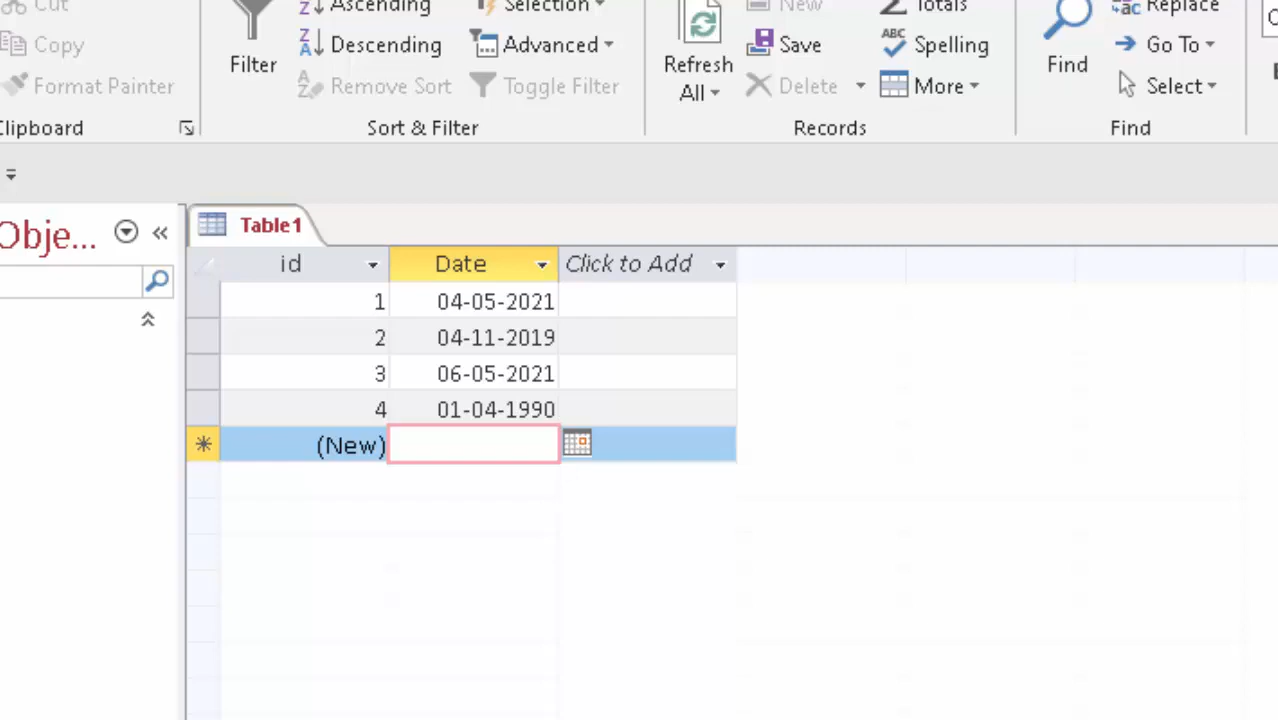 Cut
Ascending
Selection
New
Totals
Replace
Copy
Descending
Advanced
Save
ABC
Spelling
Go To
Filter
Refresh
All
Find
Format Painter
Remove Sort
Toggle Filter
Delete
More
Select
Clipboard
Sort & Filter
Records
Find
Obje...
Table1
id
Date
Click to Add
1
04-05-2021
2
04-11-2019
3
06-05-2021
4
01-04-1990
(New)